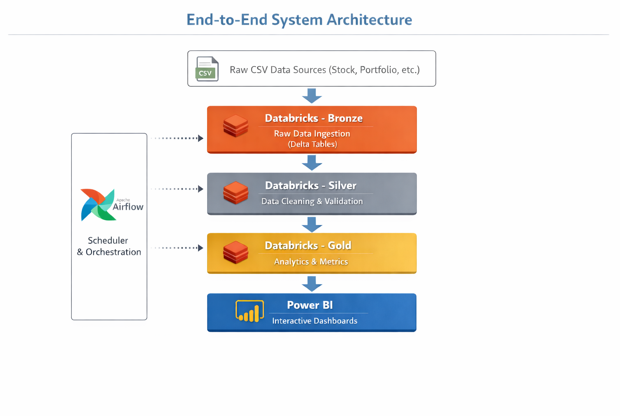 End-to-End System Architecture
CSV
Raw CSV Data Sources (Stock, Portfolio, etc.)
Databricks - Bronze
Raw Data Ingestion
(Delta Tables)
Databricks - Silver
Data Cleaning & Validation
Airflow
Scheduler
& Orchestration
Databricks - Gold
Analytics & Metrics
Power BI
Interactive Dashboards